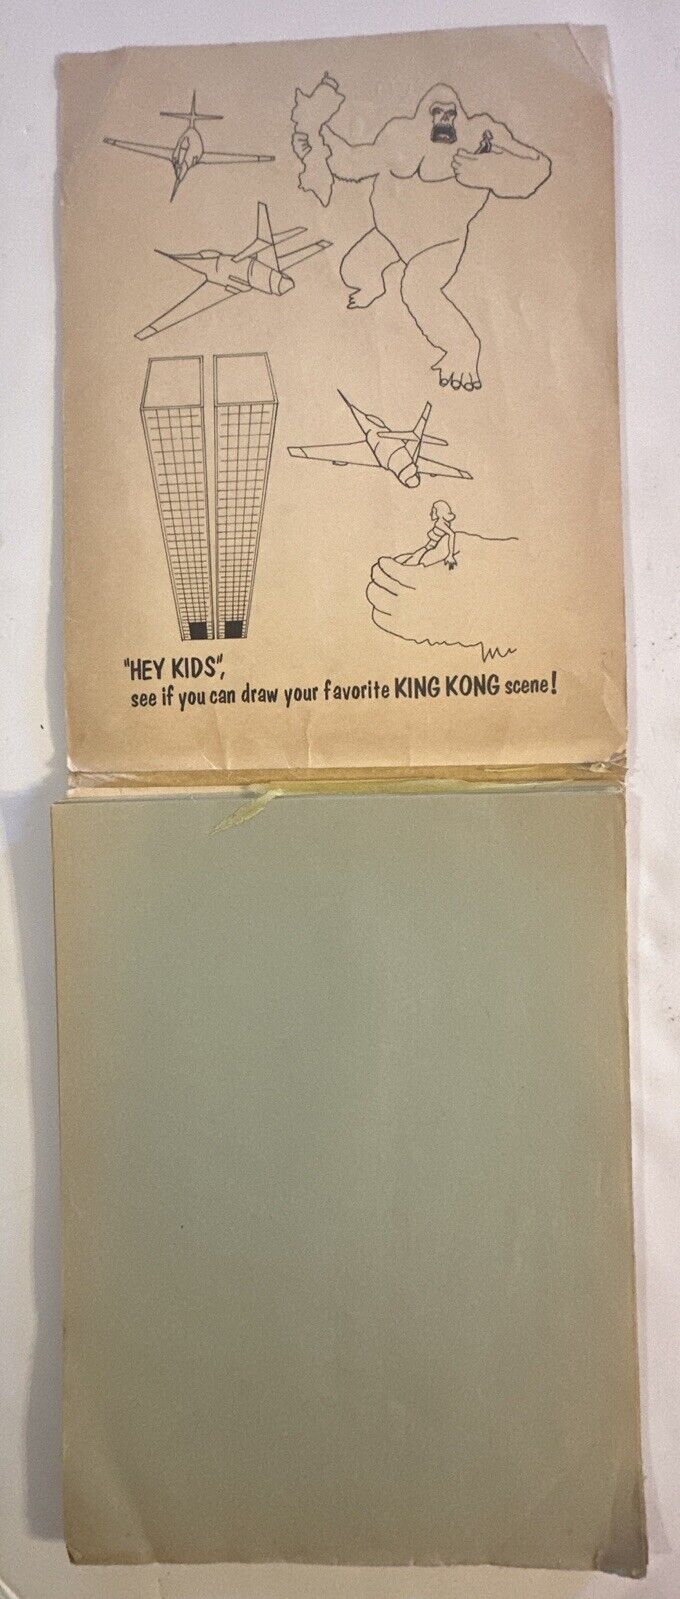 "HEY KIDS",
see if you can draw your favorite KING KONG scene!